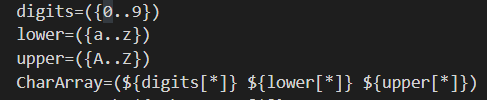 digits=({0..9})
lower=({a..z})
upper=({A..Z})
CharArray=(${digits[*]} ${lower[*]} ${upper[*]})